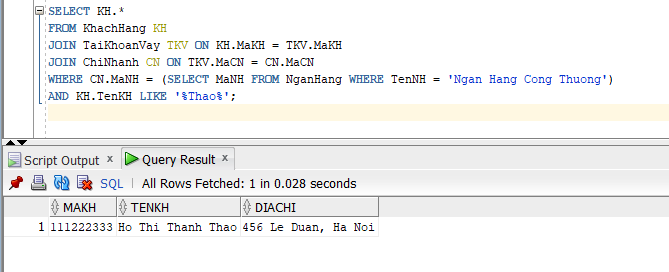 SELECT KH.*
FROM KhachHang KH
JOIN TaiKhoanVay TKV ON KH.MaKH = TKV.MaKH
JOIN ChiNhanh CN ON TKV.MaCN = CN.MaCN
WHERE CN.MaNH = (SELECT MaNH FROM NganHang WHERE TenNH = 'Ngan Hang Cong Thuong')
AND KH.TenKH LIKE '%Thao%';
Script Output x Query Result x
SQL | All Rows Fetched: 1 in 0.028 seconds
MAKH TENKH DIACHI
1 111222333 Ho Thi Thanh Thao 456 Le Duan, Ha Noi